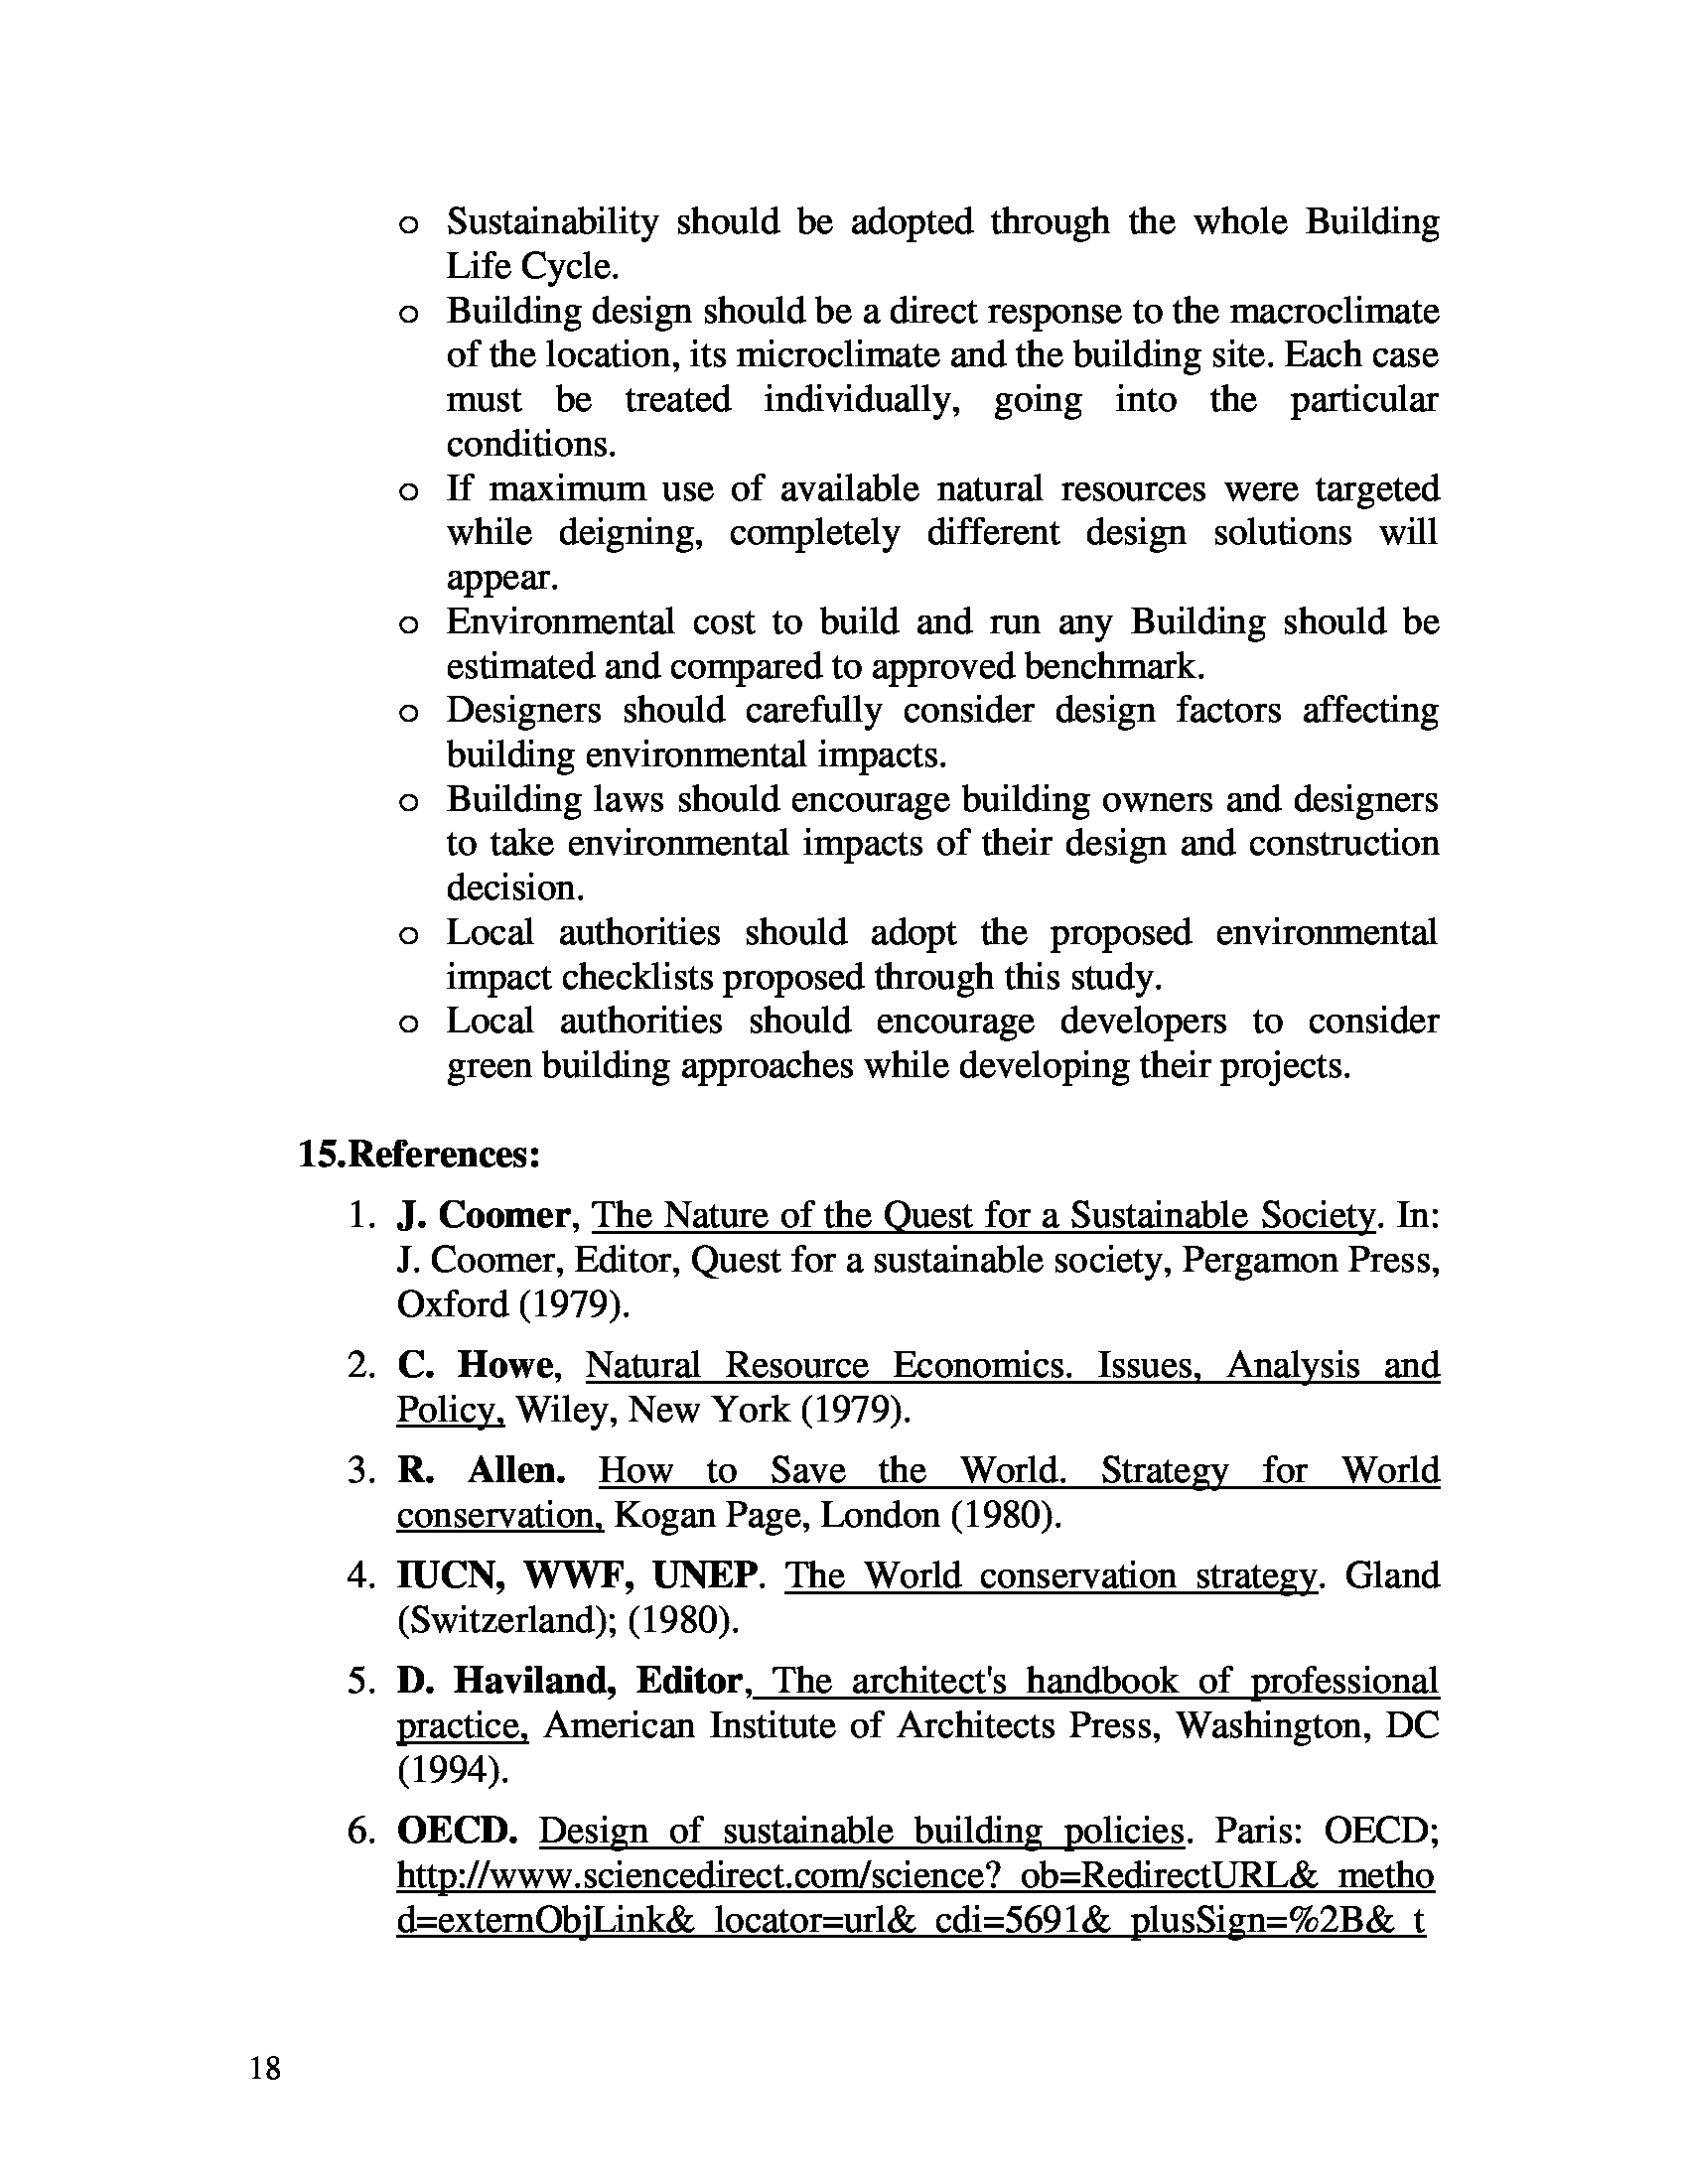 o Sustainability should be adopted through the whole Building
Life Cycle.
o Building design should be a direct response to the macroclimate
of the location, its microclimate and the building site. Each case
must be treated individually, going into the particular
conditions.
o If maximum use of available natural resources were targeted
while deigning, completely different design solutions will
appear.
o Environmental cost to build and run any Building should be
estimated and compared to approved benchmark.
o Designers should carefully consider design factors affecting
building environmental impacts.
o Building laws should encourage building owners and designers
to take environmental impacts of their design and construction
decision.
o Local authorities should adopt the proposed environmental
impact checklists proposed through this study.
o Local authorities should encourage developers to consider
green building approaches while developing their projects.
15.References:
1. J. Coomer, The Nature of the Quest for a Sustainable Society. In:
J. Coomer, Editor, Quest for a sustainable society, Pergamon Press,
Oxford (1979).
2. C. Howe, Natural Resource Economics. Issues, Analysis and
Policy, Wiley, New York (1979).
3. R. Allen. How to Save the World. Strategy for World
conservation, Kogan Page, London (1980).
4. IUCN, WWF, UNEP. The World conservation strategy. Gland
(Switzerland); (1980).
5. D. Haviland, Editor, The architect's handbook of professional
practice, American Institute of Architects Press, Washington, DC
(1994).
6. OECD. Design of sustainable building policies. Paris: OECD;
http://www.sciencedirect.com/science?_ob=RedirectURL&_metho
d=externObjLink&_locator=url&_cdi=5691&_plusSign=%2B&_t
18